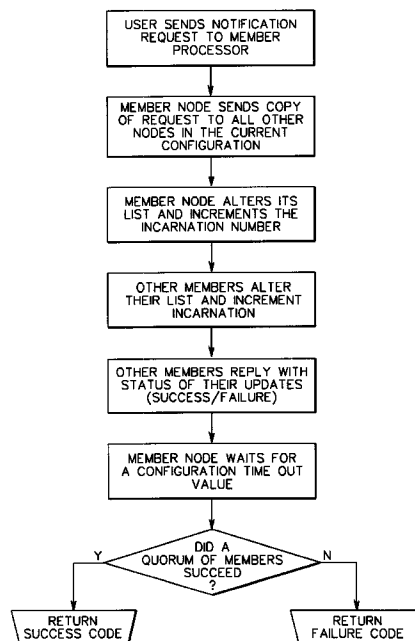 USER SENDS NOTIFICATION
REQUEST TO MEMBER
PROCESSOR
MEMBER NODE SENDS COPY
OF REQUEST TO ALL OTHER
NODES IN THE CURRENT
CONFIGURATION
MEMBER NODE ALTERS ITS
LIST AND INCREMENTS THE
INCARNATION NUMBER
OTHER MEMBERS ALTER
THEIR LIST AND INCREMENT
INCARNATION
OTHER MEMBERS REPLY WITH
STATUS OF THEIR UPDATES
(SUCCESS/FAILURE)
MEMBER NODE WAITS FOR
A CONFIGURATION TIME OUT
VALUE
Y
DID A
QUORUM OF MEMBERS
SUCCEED
?
N
RETURN
SUCCESS CODE
RETURN
FAILURE CODE